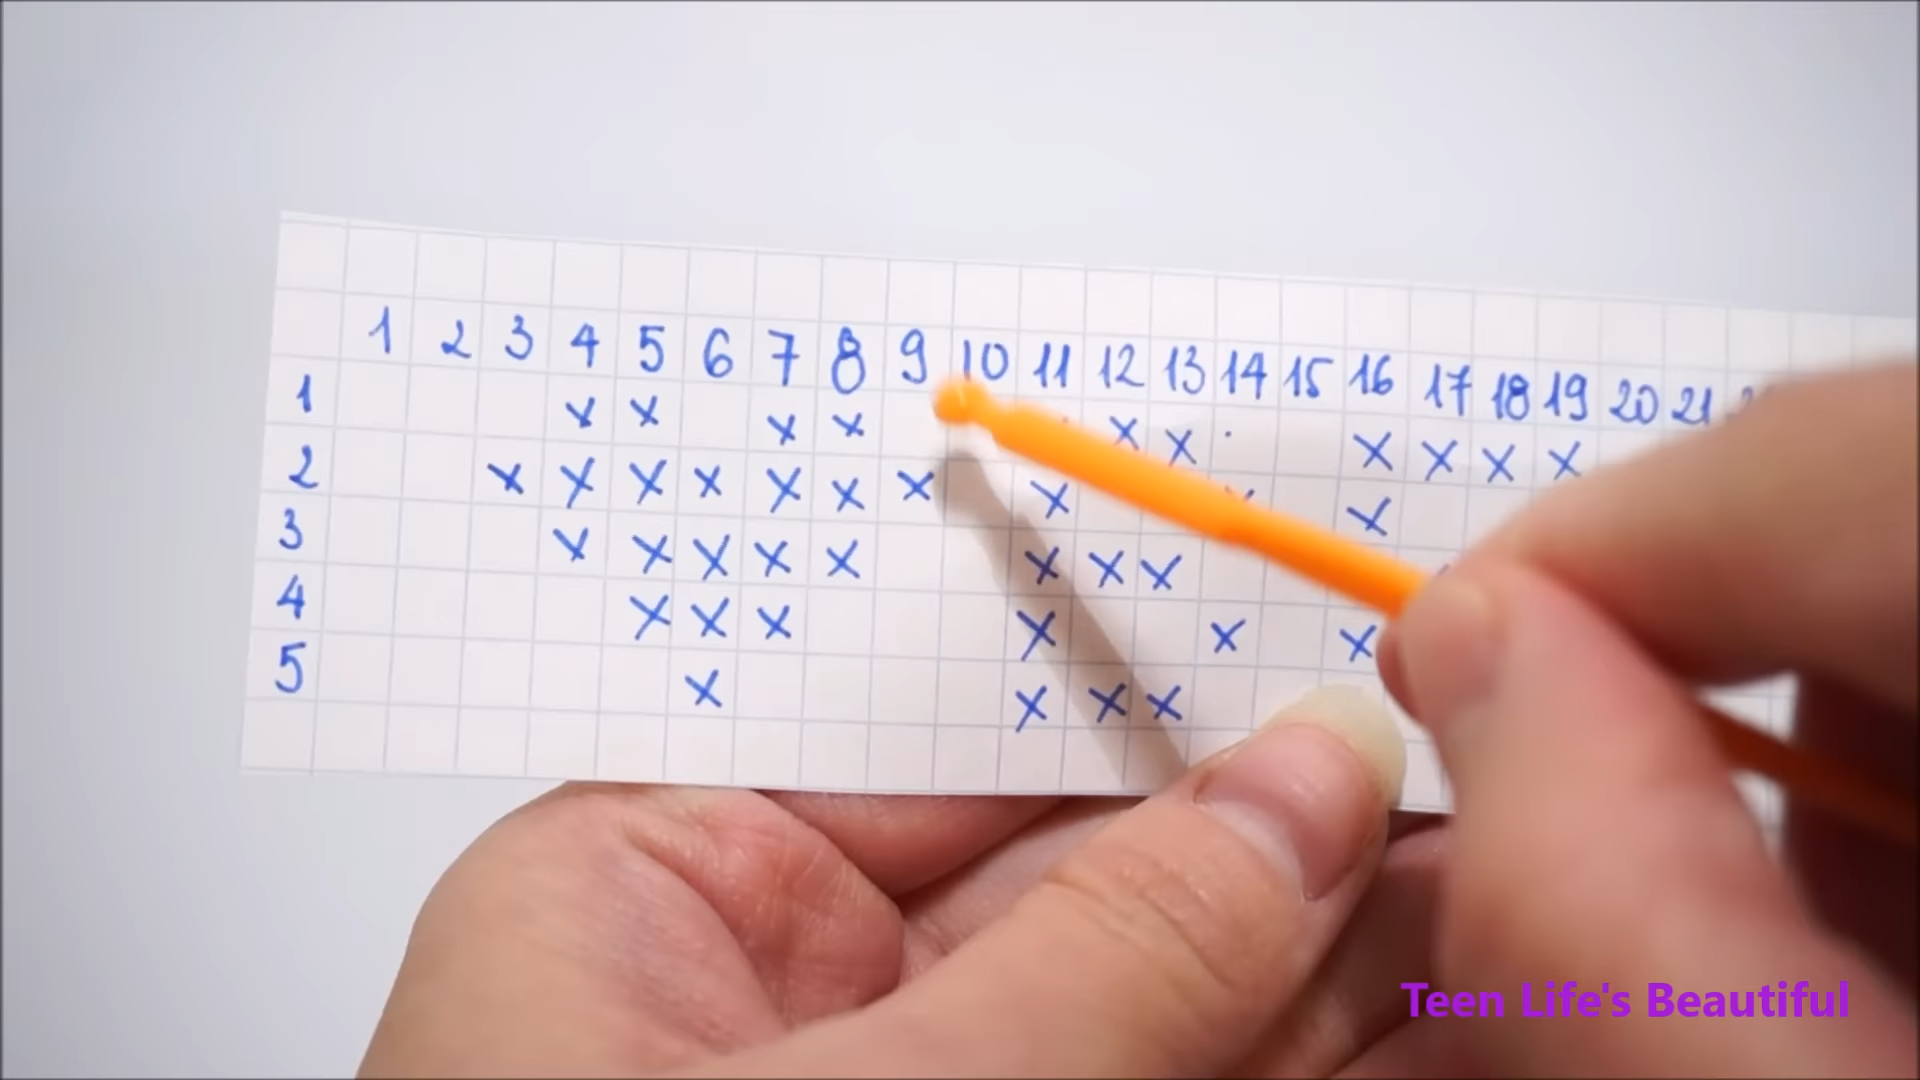 1 2 3 4 5 6 7 8 9 10 11 12 13 14 15 16 17 18 19 20 21
1 x x x x x x x x x x
2 x x x x x x x x x
3 x x x x x x x x
4 x x x x x x
5 x x x x
Teen Life's Beautiful